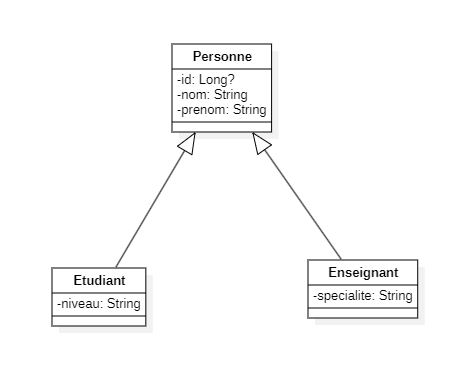 Personne
-id: Long?
-nom: String
-prenom: String
Etudiant
-niveau: String
Enseignant
-specialite: String